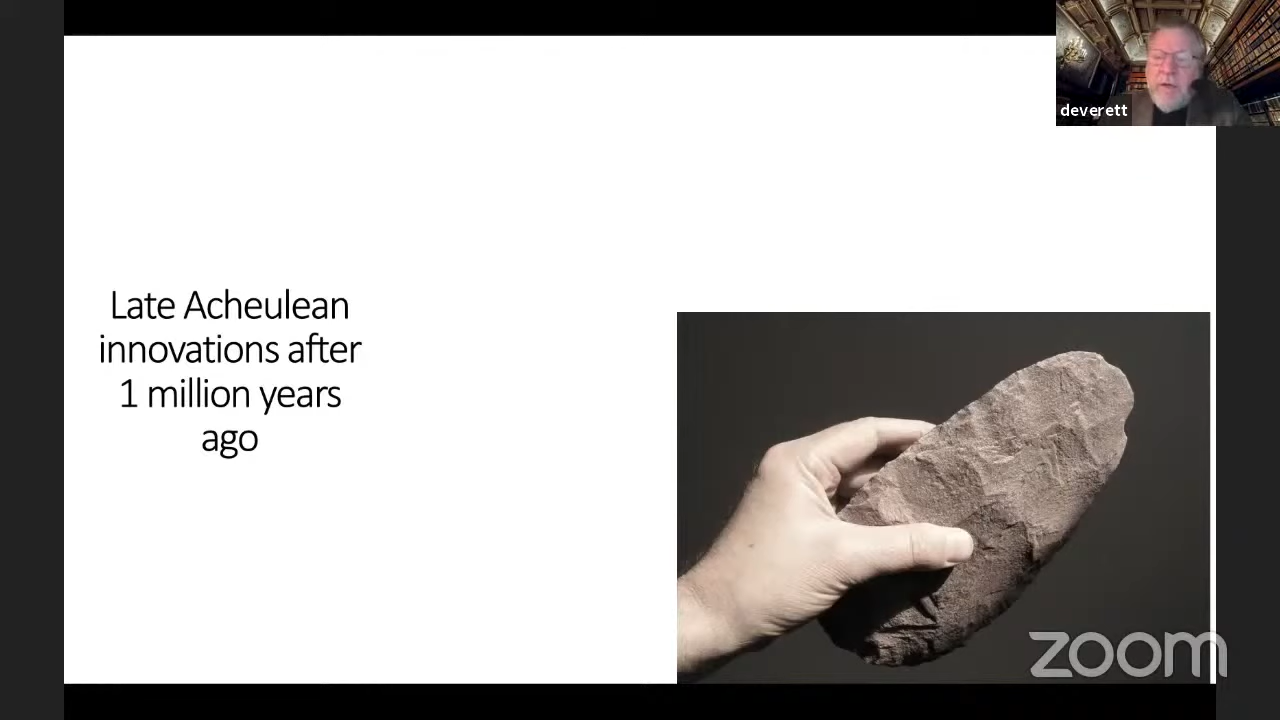 deverett
Late Acheulean
innovations after
1 million years
ago
zoom